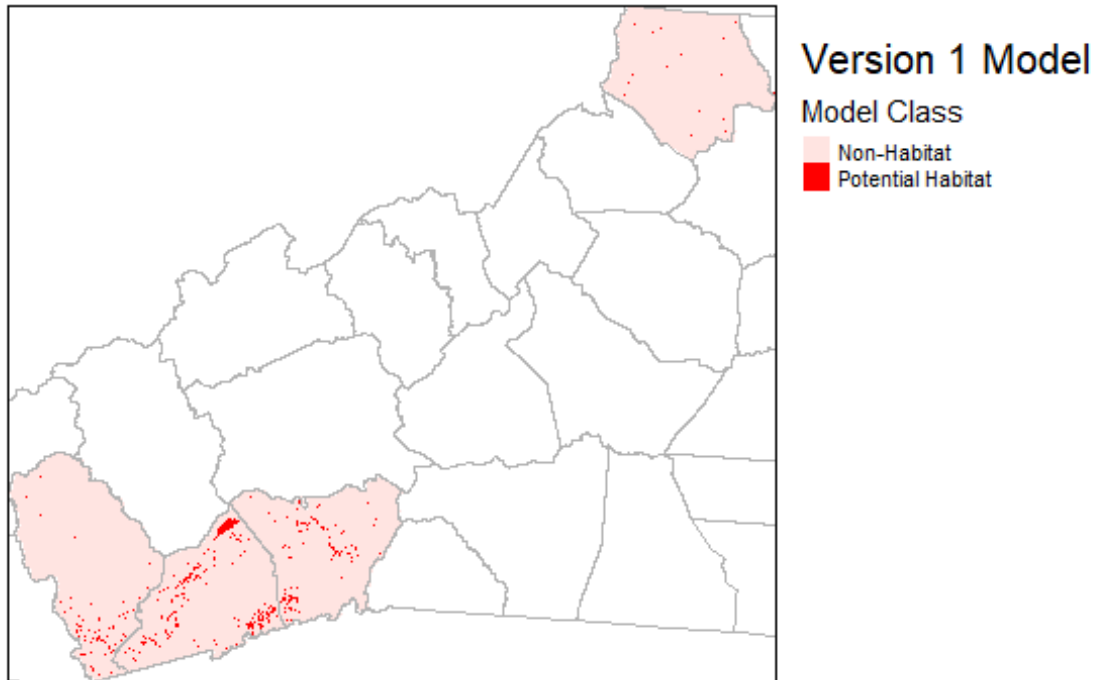 Version 1 Model
Model Class
Non-Habitat
Potential Habitat